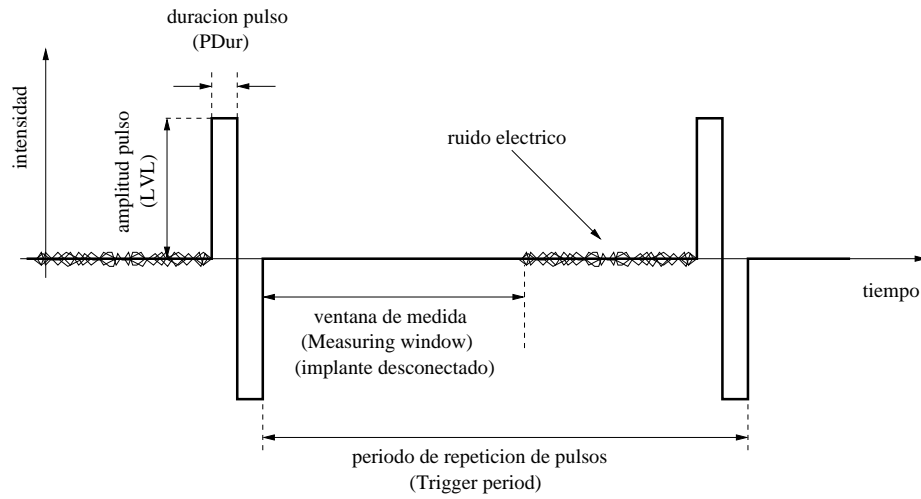 duracion pulso
(PDur)
intensidad
amplitud pulso
(LVL)
ruido electrico
tiempo
ventana de medida
(Measuring window)
(implante desconectado)
periodo de repeticion de pulsos
(Trigger period)